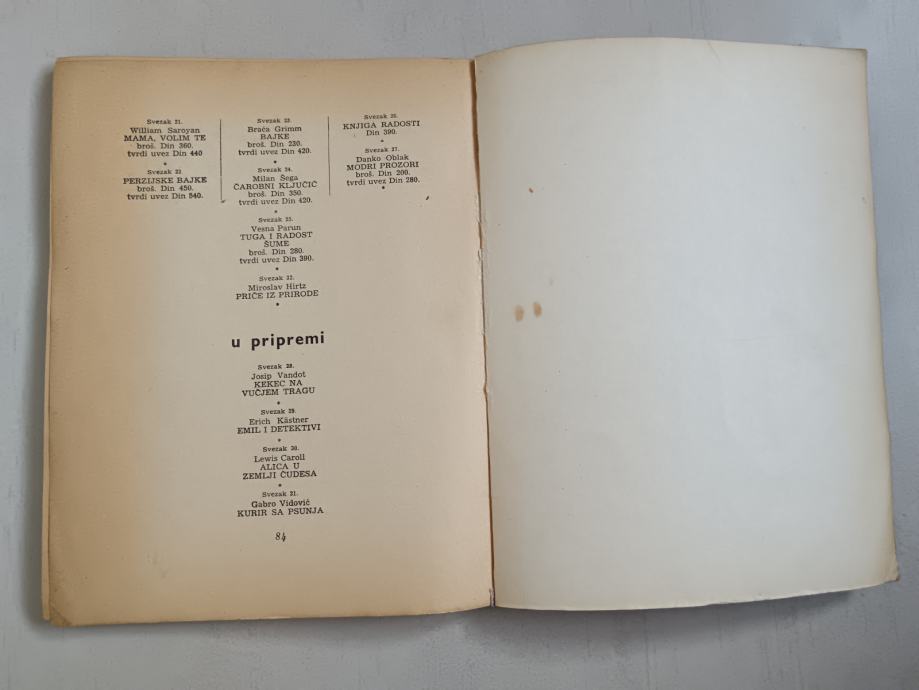 Svezak 21.
William Saroyan
MAMA, VOLIM TE
broš. Din 360.
tvrdi uvez Din 440
*
Svezak 22
PERZIJSKE BAJKE
broš. Din 450.
tvrdi uvez Din 540.
Svezak 23.
Braća Grimm
BAJKE
broš. Din 230.
tvrdi uvez Din 420.
*
Svezak 24.
Milan Šega
ČAROBNI KLJUČIĆ
broš. Din 350.
tvrdi uvez Din 420.
*
Svezak 25.
Vesna Parun
TUGA I RADOST
ŠUME
broš. Din 280.
tvrdi uvez Din 390.
*
Svezak 32.
Miroslav Hirtz
PRIČE IZ PRIRODE
*
Svezak 26.
KNJIGA RADOSTI
Din 390.
*
Svezak 27.
Danko Oblak
MODRI PROZORI
broš. Din 200.
tvrdi uvez Din 280.
*
u pripremi
Svezak 28.
Josip Vandot
KEKEC NA
VUČJEM TRAGU
*
Svezak 29.
Erich Kästner
EMIL I DETEKTIVI
*
Svezak 30.
Lewis Caroll
ALICA U
ZEMLJI ČUDESA
*
Svezak 31.
Gabro Vidović
KURIR SA PSUNJA
84